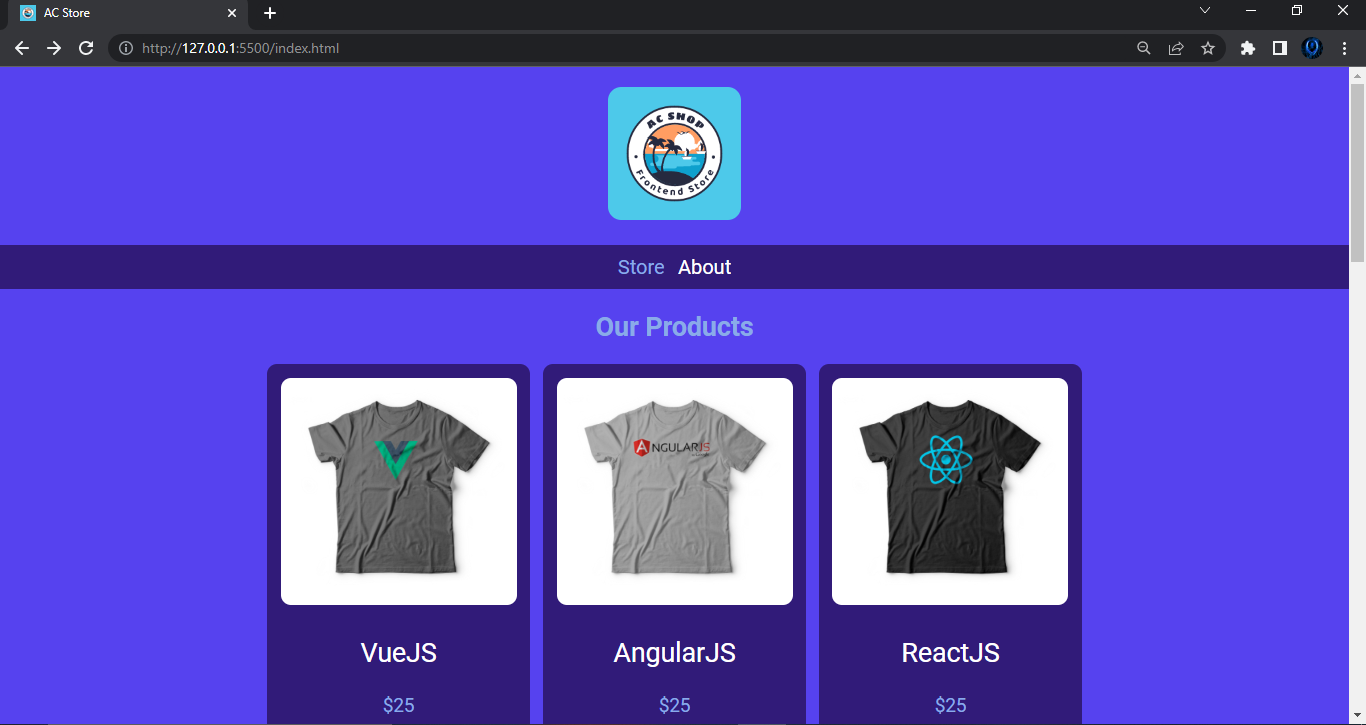 AC Store
http://127.0.0.1:5500/index.html
AC SHOP
Frontend Store
Store About
Our Products
ANGULARJS
VueJS AngularJS ReactJS
$25 $25 $25